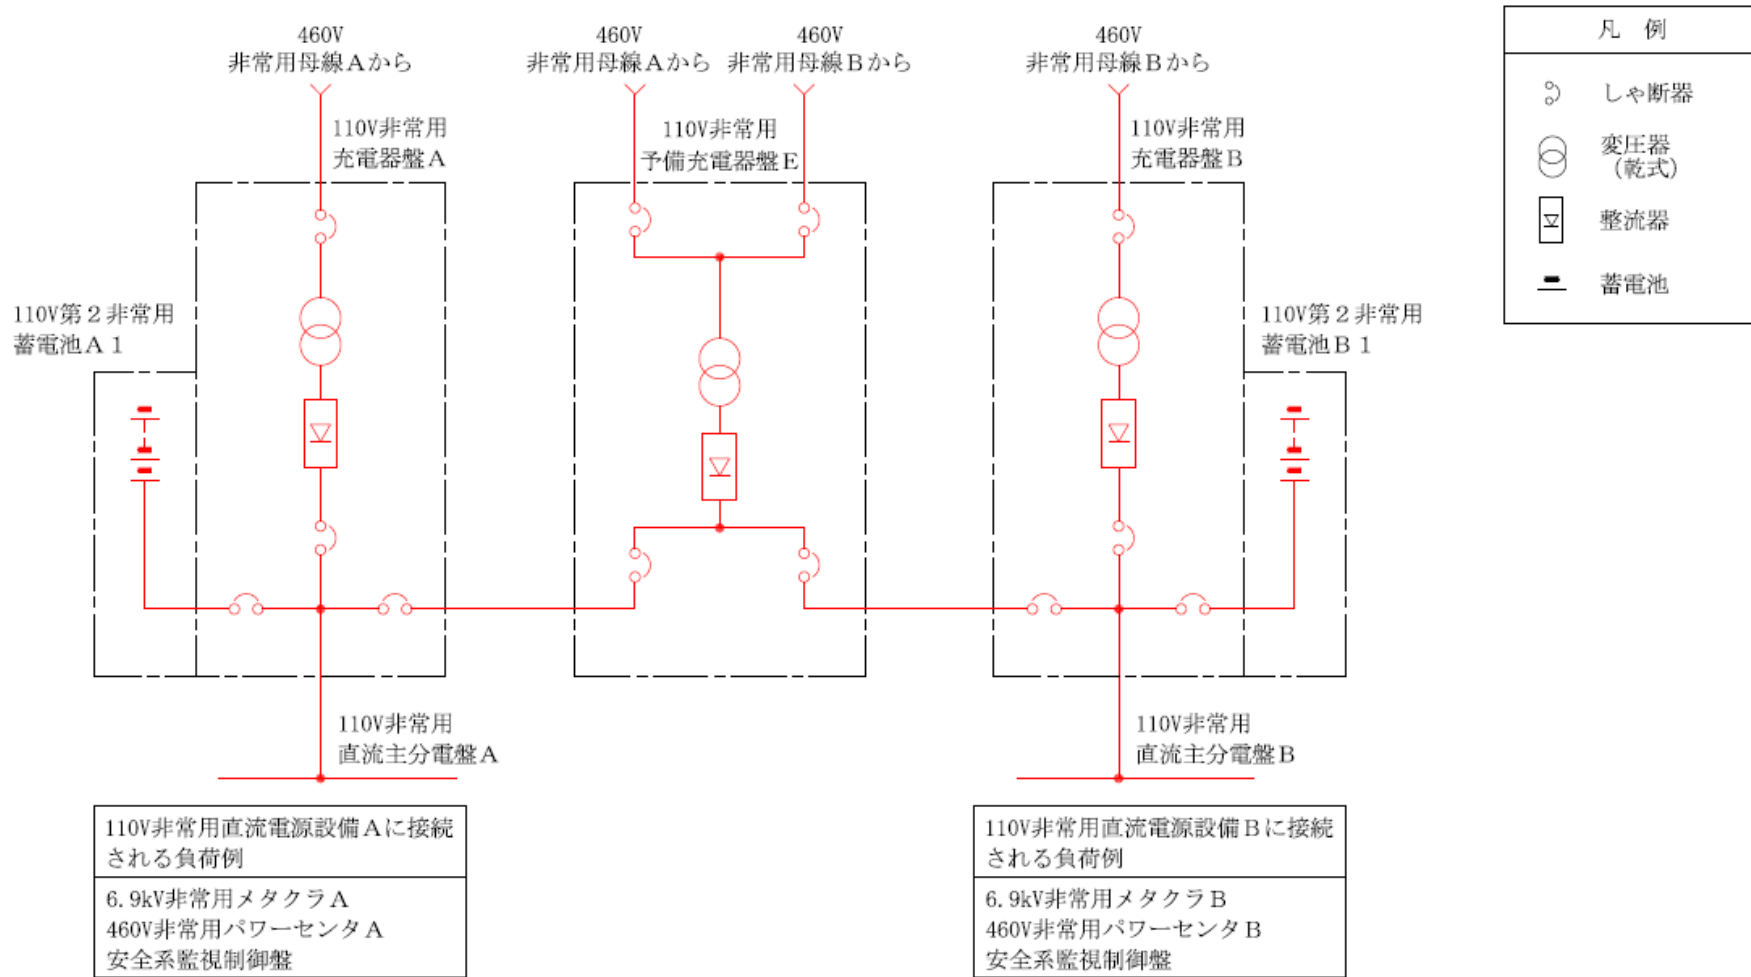 460V
非常用母線Aから
460V
非常用母線Aから
460V
非常用母線Bから
460V
非常用母線Bから
凡 例
しゃ断器
変圧器
(乾式)
整流器
蓄電池
110V非常用
充電器盤A
110V非常用
予備充電器盤E
110V非常用
充電器盤B
110V第2非常用
蓄電池A1
110V第2非常用
蓄電池B1
110V非常用
直流主分電盤A
110V非常用
直流主分電盤B
110V非常用直流電源設備Aに接続
される負荷例
6.9kV非常用メタクラA
460V非常用パワーセンタA
安全系監視制御盤
110V非常用直流電源設備Bに接続
される負荷例
6.9kV非常用メタクラB
460V非常用パワーセンタB
安全系監視制御盤